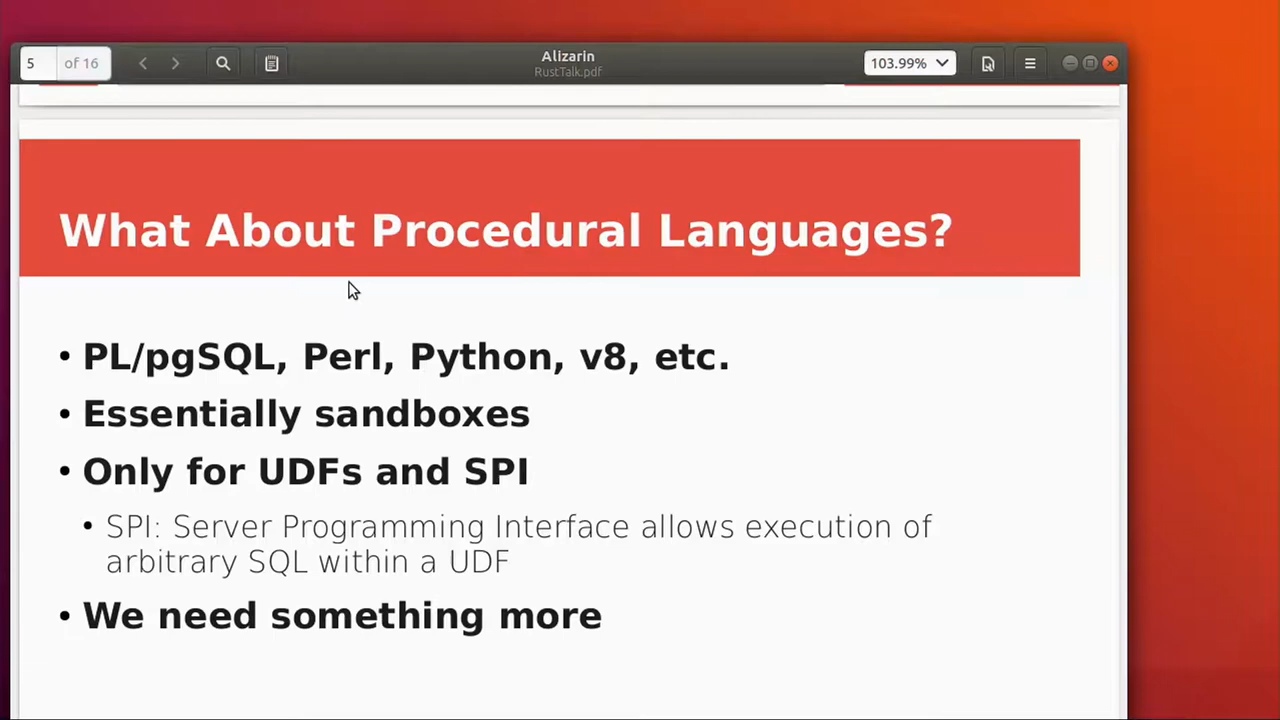 5 of 16
Alizarin
RustTalk.pdf
103.99%
What About Procedural Languages?
• PL/pgSQL, Perl, Python, v8, etc.
• Essentially sandboxes
• Only for UDFs and SPI
• SPI: Server Programming Interface allows execution of
arbitrary SQL within a UDF
• We need something more